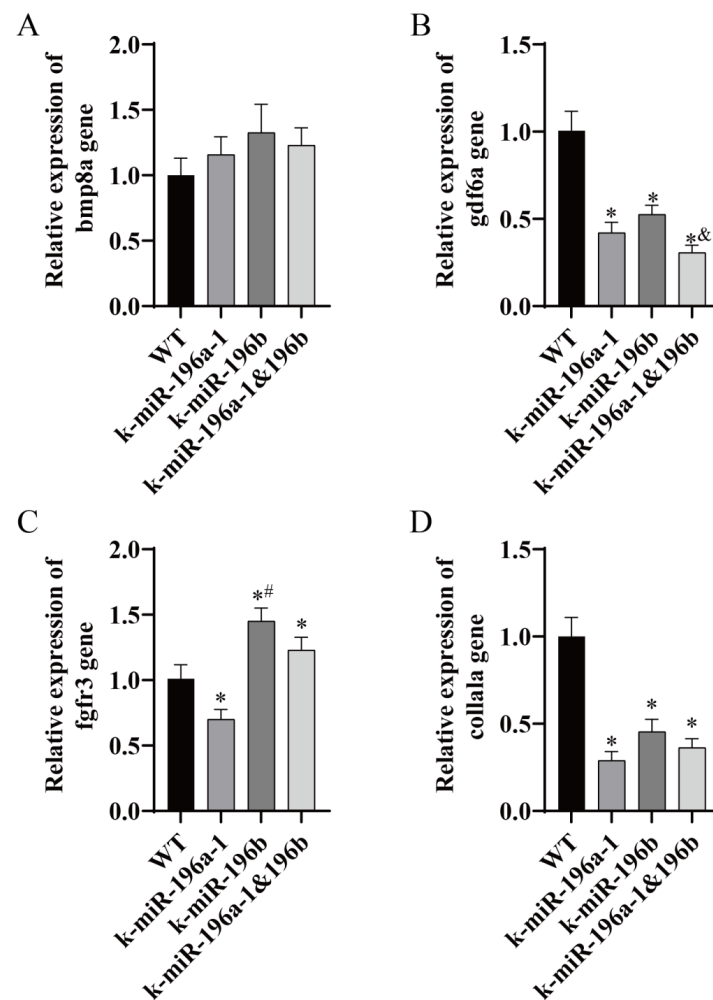 A
Relative expression of
bmp8a gene
2.0
1.5
1.0
0.5
0.0
WT
k-miR-196a-1
k-miR-196b
k-miR-196a-1&196b
B
Relative expression of
gdf6a gene
1.5
1.0
0.5
0.0
*
*
*&
WT
k-miR-196a-1
k-miR-196b
k-miR-196a-1&196b
C
Relative expression of
fgfr3 gene
2.0
1.5
1.0
0.5
0.0
*
*#
*
WT
k-miR-196a-1
k-miR-196b
k-miR-196a-1&196b
D
Relative expression of
collala gene
1.5
1.0
0.5
0.0
*
*
*
WT
k-miR-196a-1
k-miR-196b
k-miR-196a-1&196b